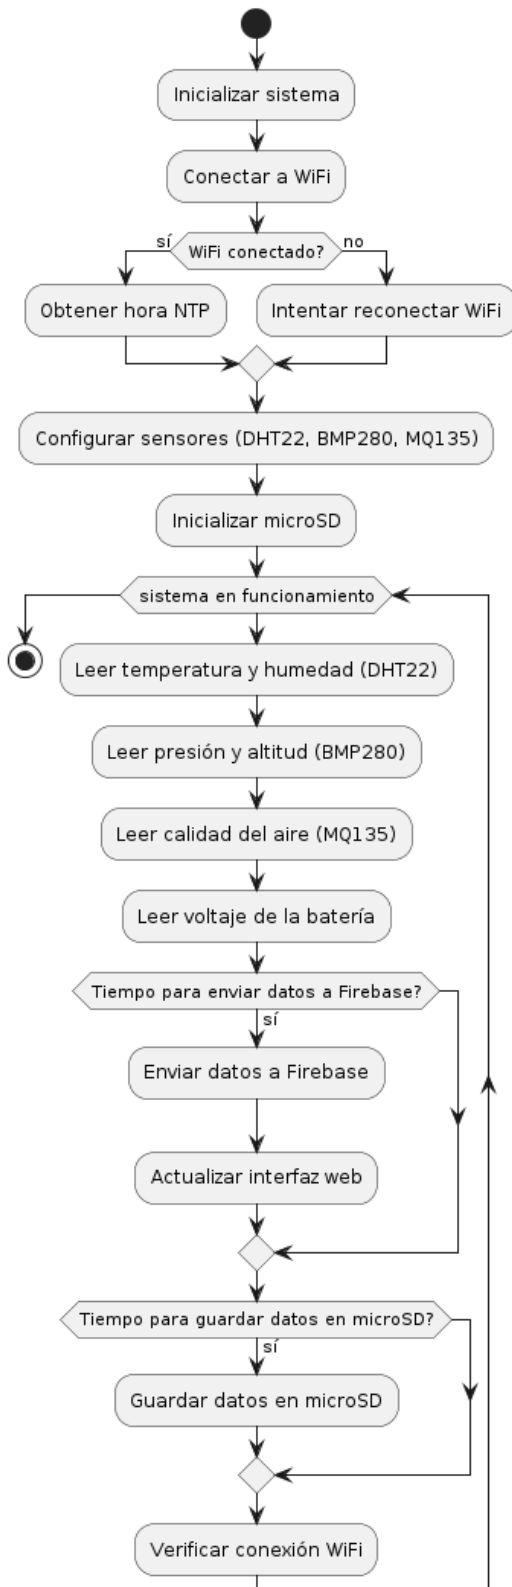 Inicializar sistema
Conectar a WiFi
sí
WiFi conectado?
no
Obtener hora NTP
Intentar reconectar WiFi
Configurar sensores (DHT22, BMP280, MQ135)
Inicializar microSD
sistema en funcionamiento
Leer temperatura y humedad (DHT22)
Leer presión y altitud (BMP280)
Leer calidad del aire (MQ135)
Leer voltaje de la batería
Tiempo para enviar datos a Firebase?
sí
Enviar datos a Firebase
Actualizar interfaz web
Tiempo para guardar datos en microSD?
sí
Guardar datos en microSD
Verificar conexión WiFi